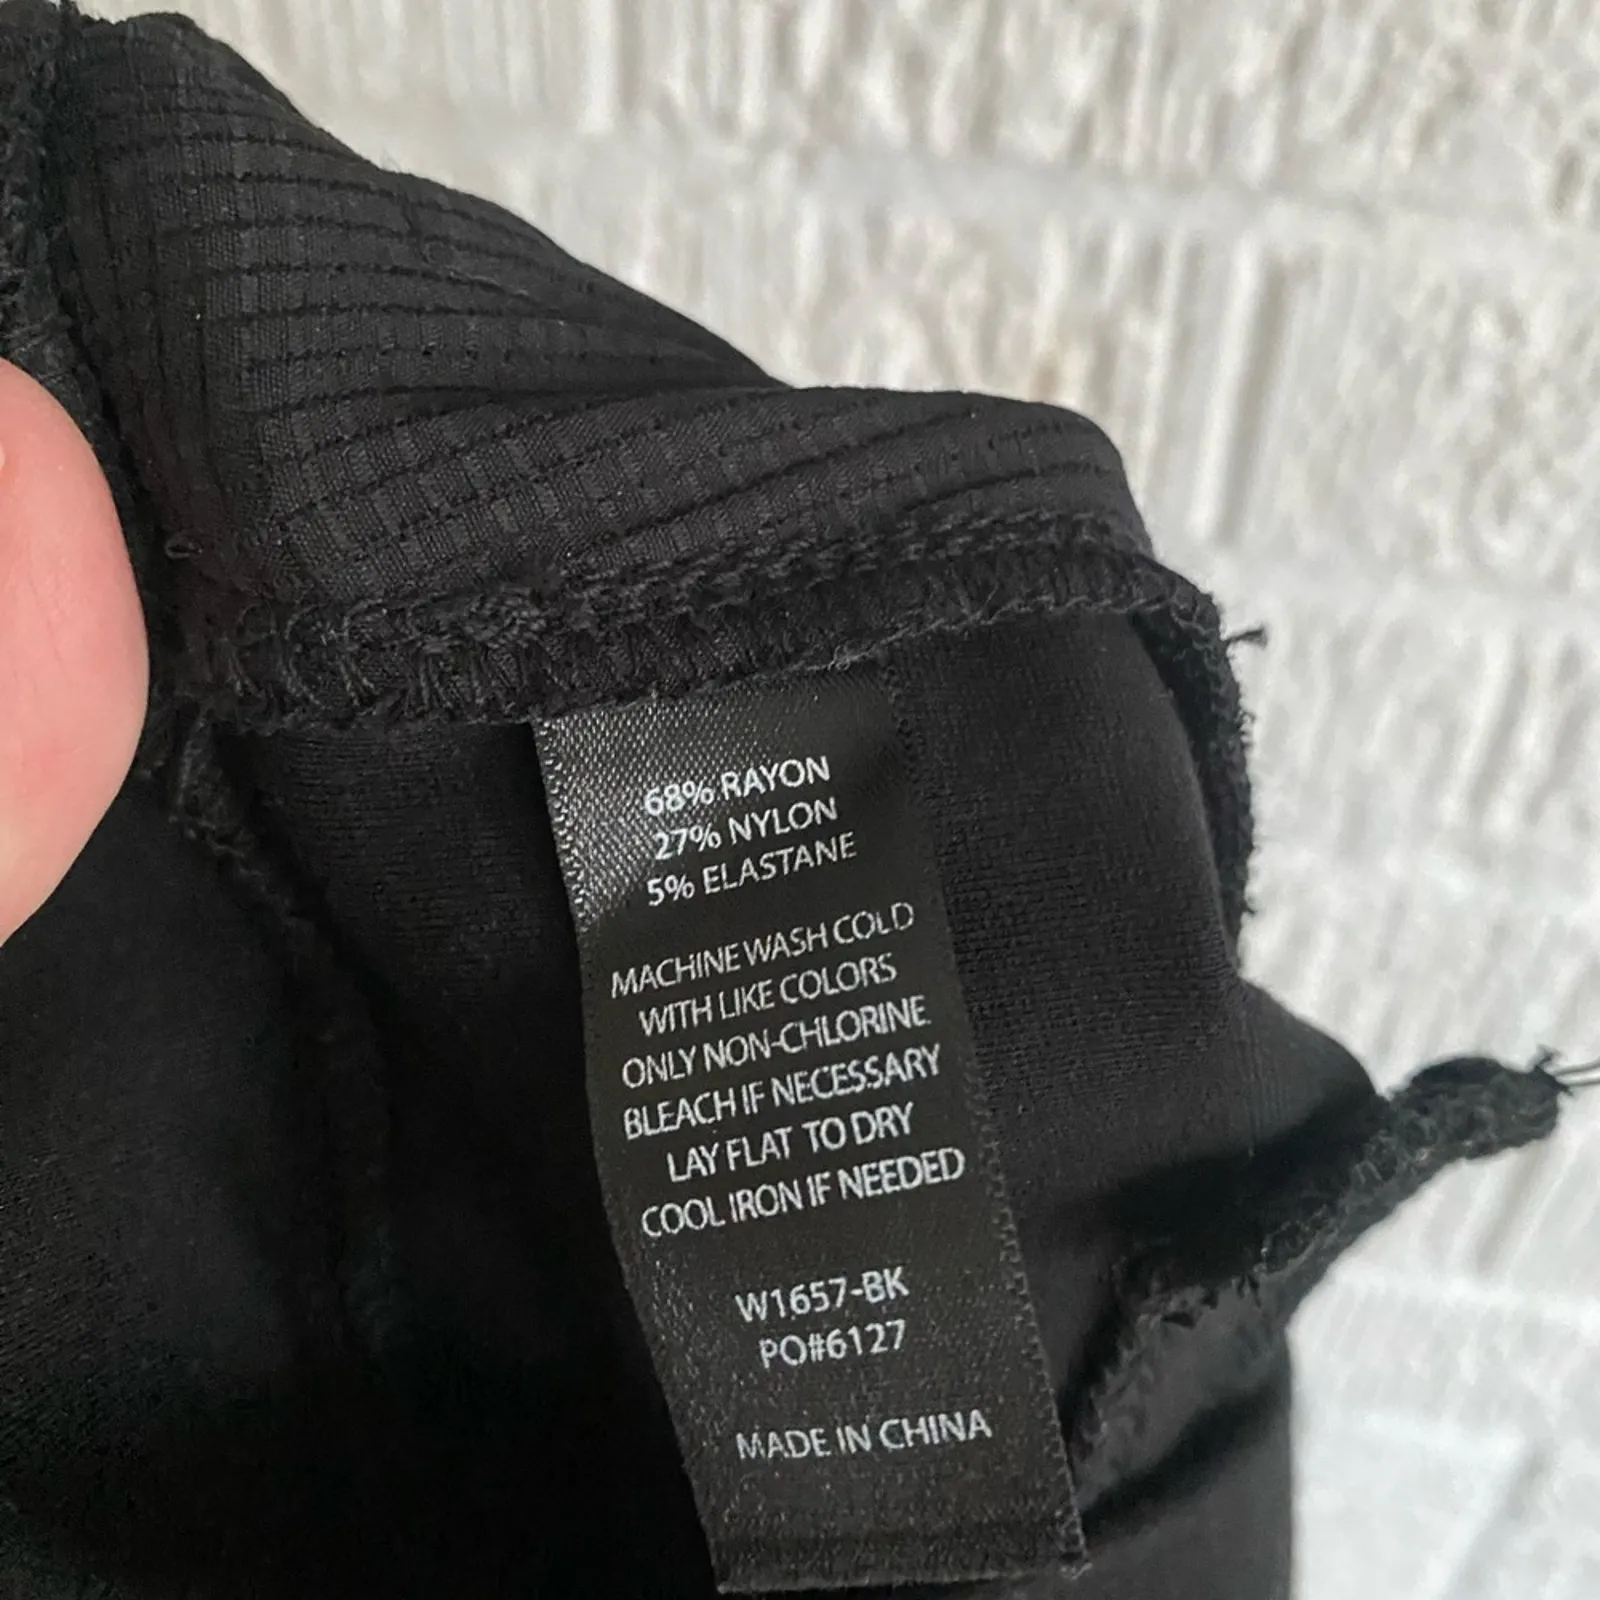 68% RAYON
27% NYLON
5% ELASTANE
MACHINE WASH COLD
WITH LIKE COLORS
ONLY NON-CHLORINE
BLEACH IF NECESSARY
LAY FLAT TO DRY
COOL IRON IF NEEDED
W1657-BK
PO#6127
MADE IN CHINA